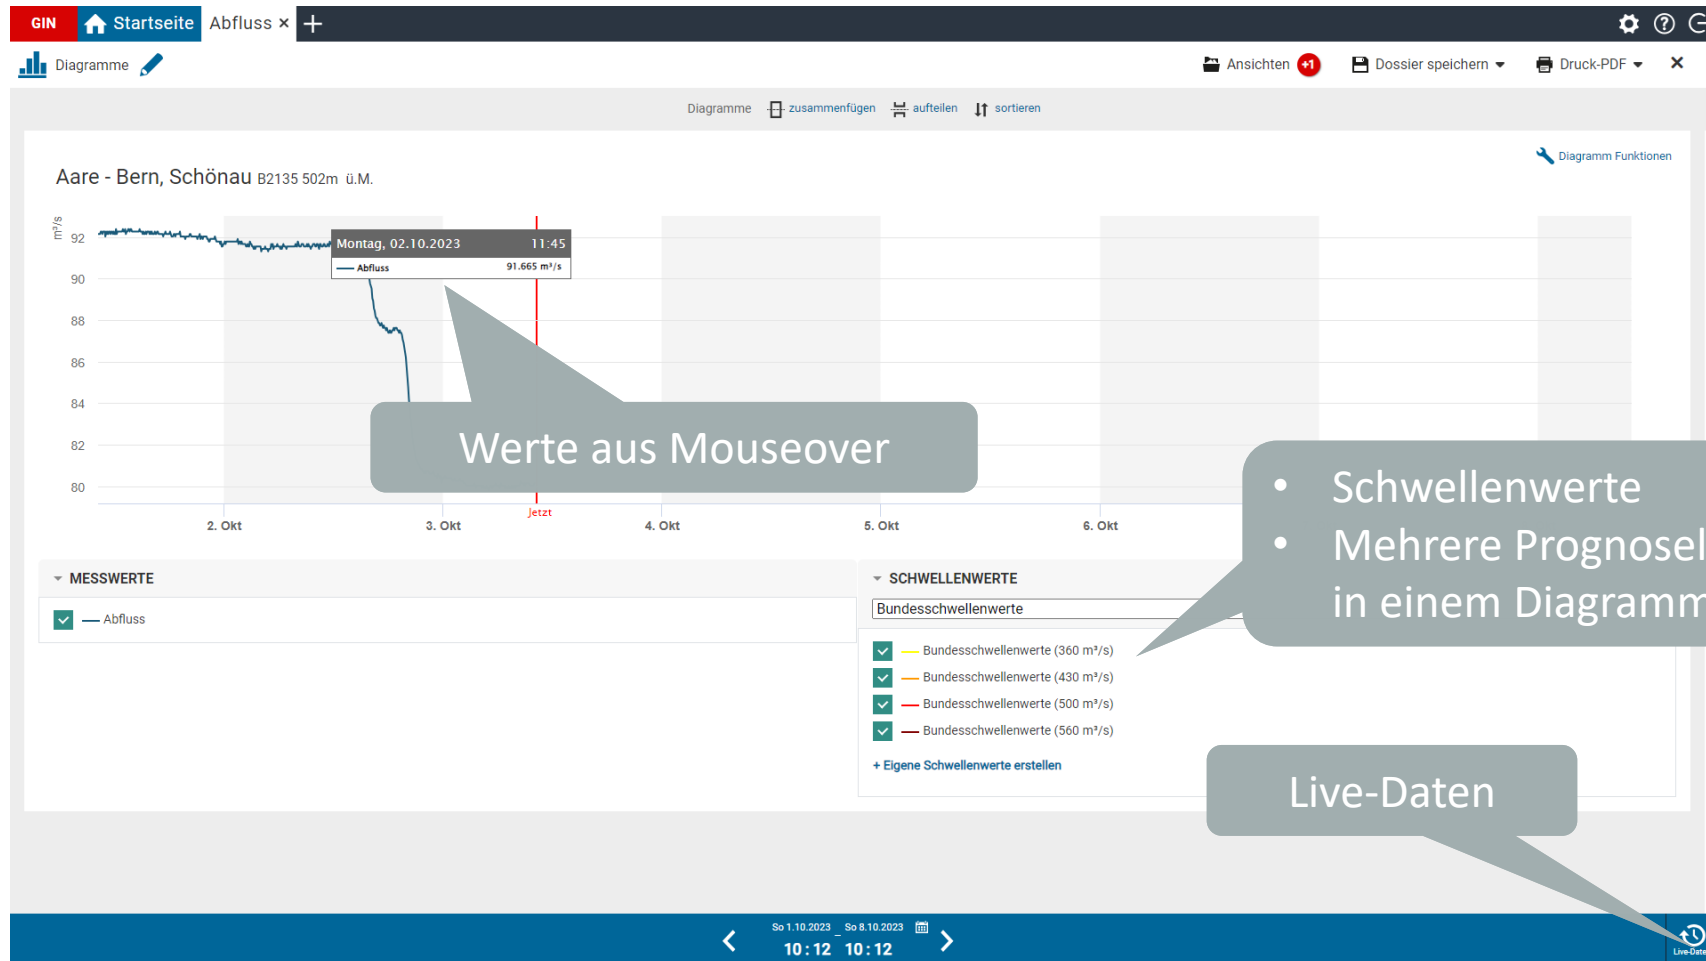 GIN Startseite Abfluss × +
Diagramme Ansichten +1 Dossier speichern Druck-PDF ×
Diagramme zusammenfügen aufteilen sortieren
Diagramm Funktionen
Aare - Bern, Schönau B2135 502m ü.M.
m³/s
92
90
88
86
84
82
80
Montag, 02.10.2023 11:45
Abfluss 91.665 m³/s
Werte aus Mouseover
Jetzt
2. Okt 3. Okt 4. Okt 5. Okt 6. Okt
• Schwellenwerte
• Mehrere Prognosel
in einem Diagramm
MESSWERTE
Abfluss
SCHWELLENWERTE
Bundesschwellenwerte
Bundesschwellenwerte (360 m³/s)
Bundesschwellenwerte (430 m³/s)
Bundesschwellenwerte (500 m³/s)
Bundesschwellenwerte (560 m³/s)
+ Eigene Schwellenwerte erstellen
Live-Daten
So 1.10.2023 – So 8.10.2023
10:12 10:12
Live-Date